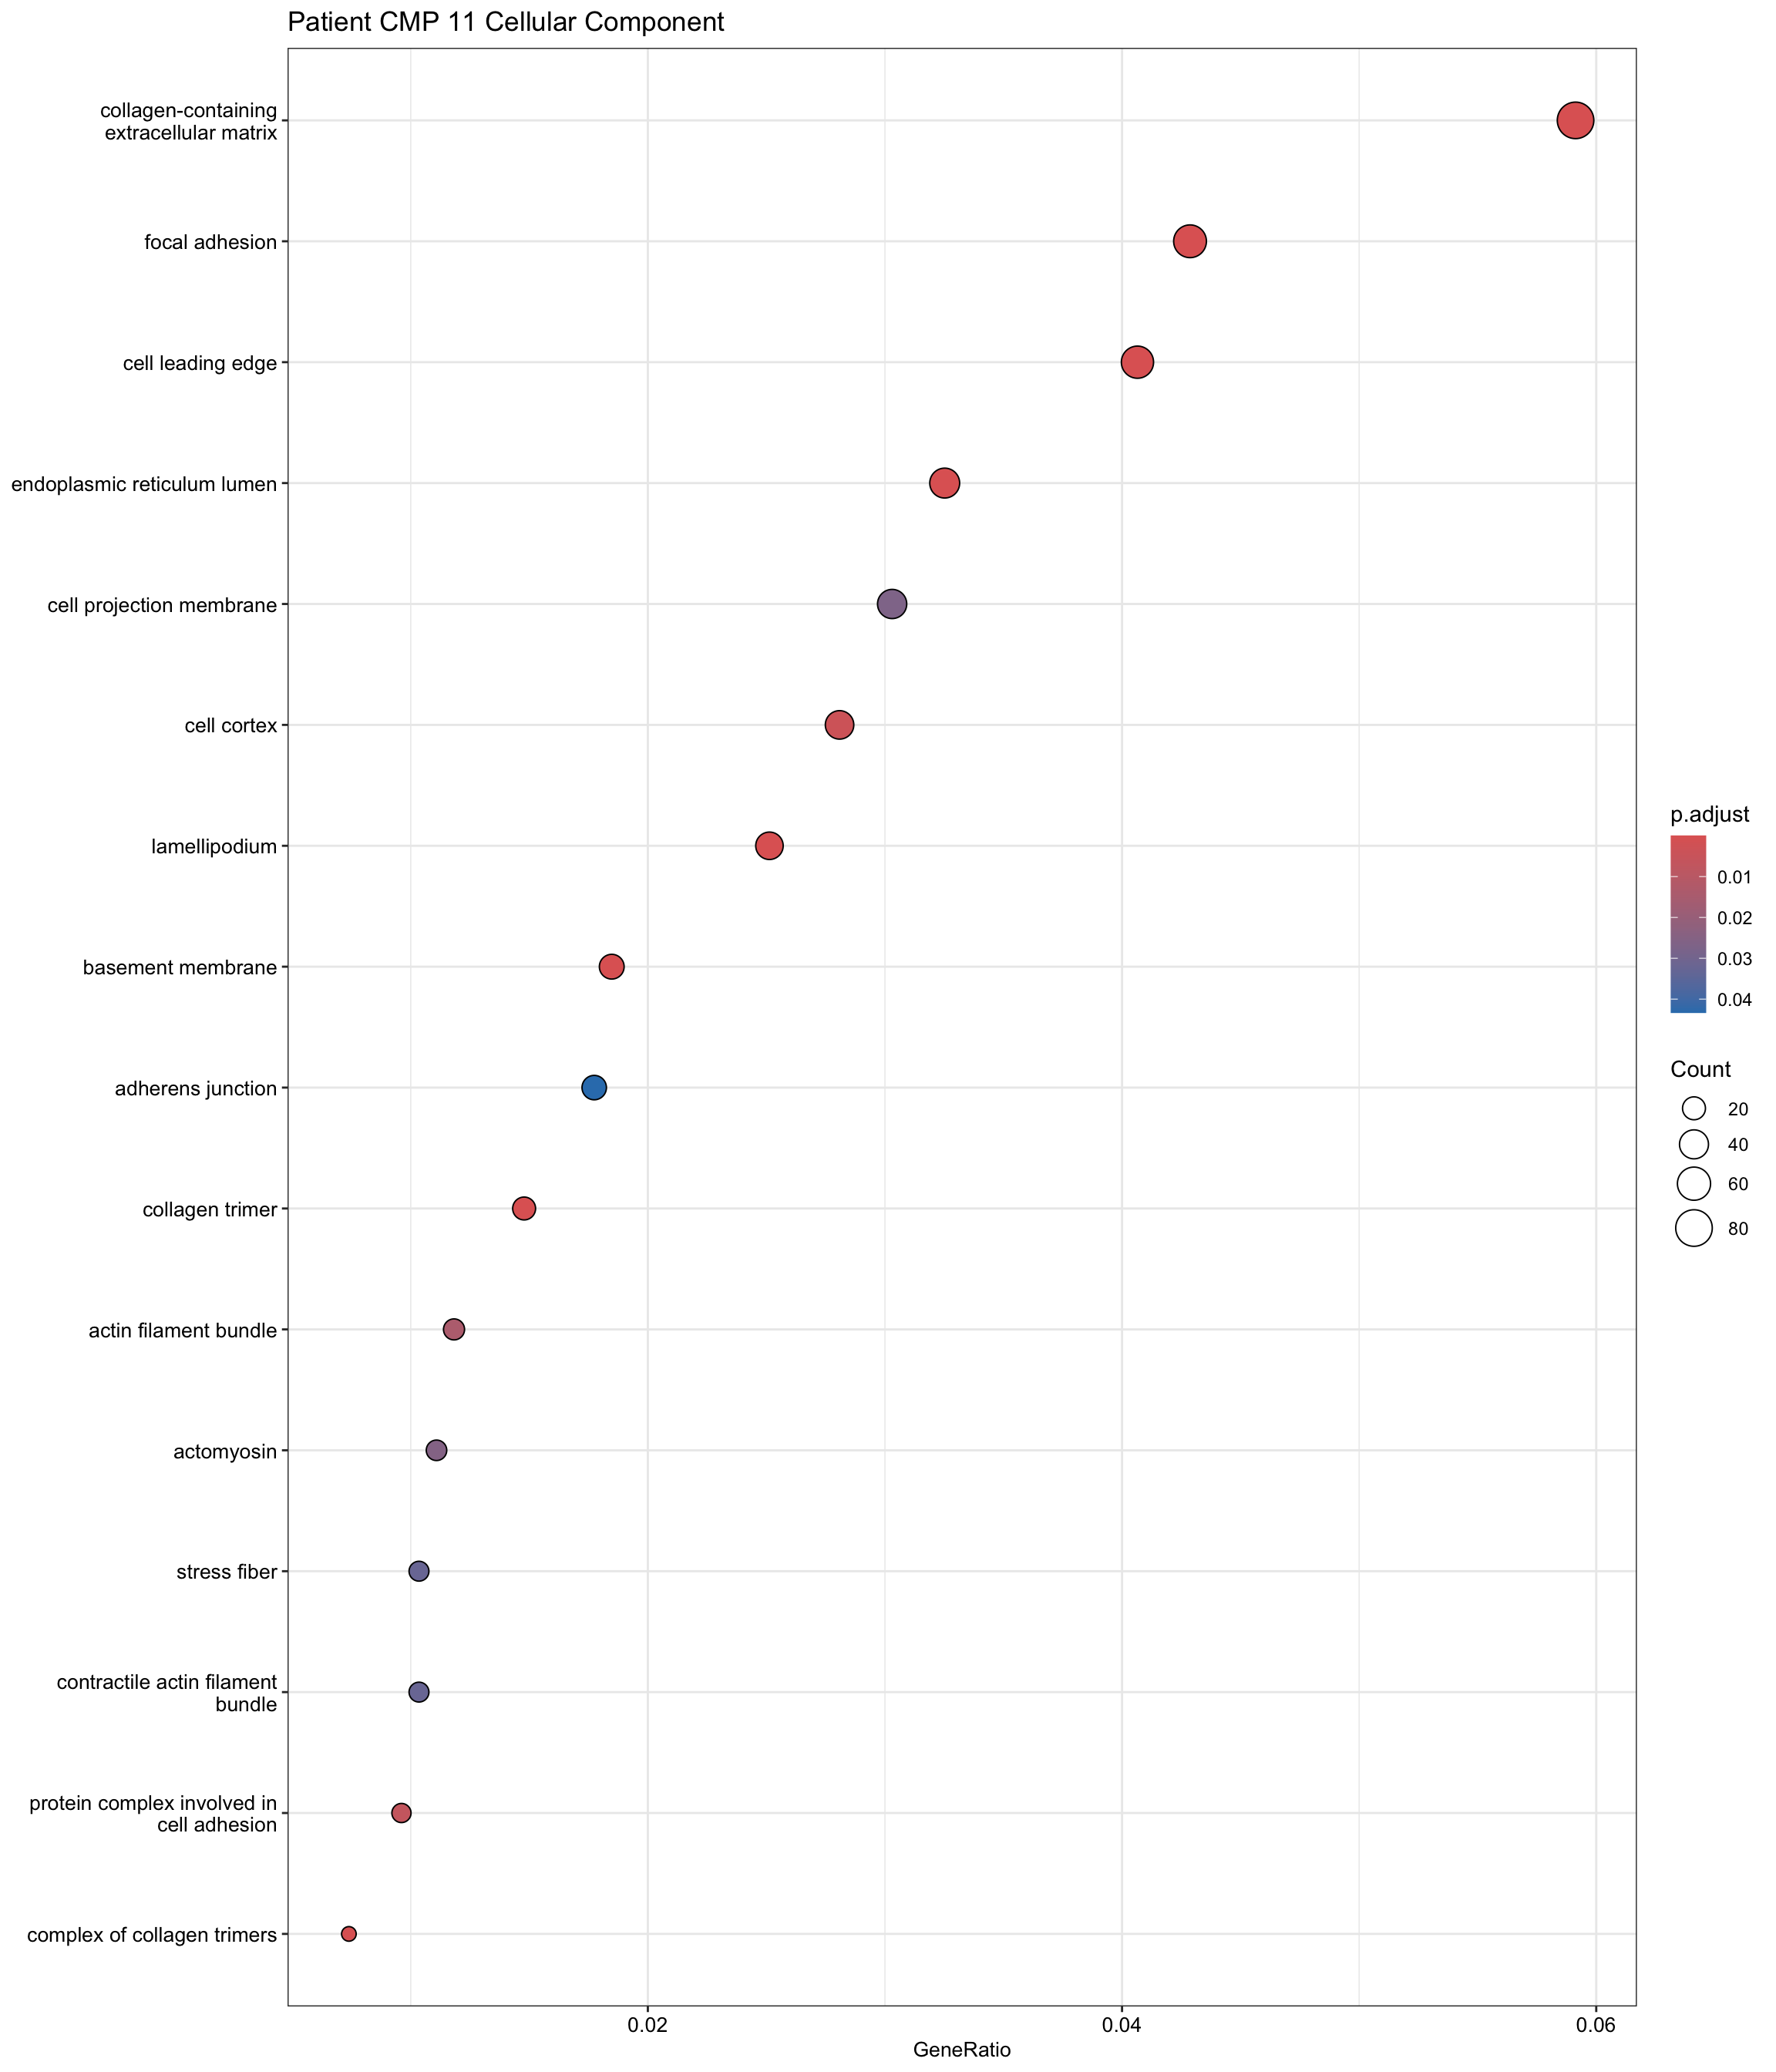 Patient CMP 11 Cellular Component
collagen-containing
extracellular matrix
focal adhesion
cell leading edge
endoplasmic reticulum lumen
cell projection membrane
cell cortex
lamellipodium
basement membrane
adherens junction
collagen trimer
actin filament bundle
actomyosin
stress fiber
contractile actin filament
bundle
protein complex involved in
cell adhesion
complex of collagen trimers
0.02
0.04
0.06
GeneRatio
p.adjust
0.01
0.02
0.03
0.04
Count
20
40
60
80